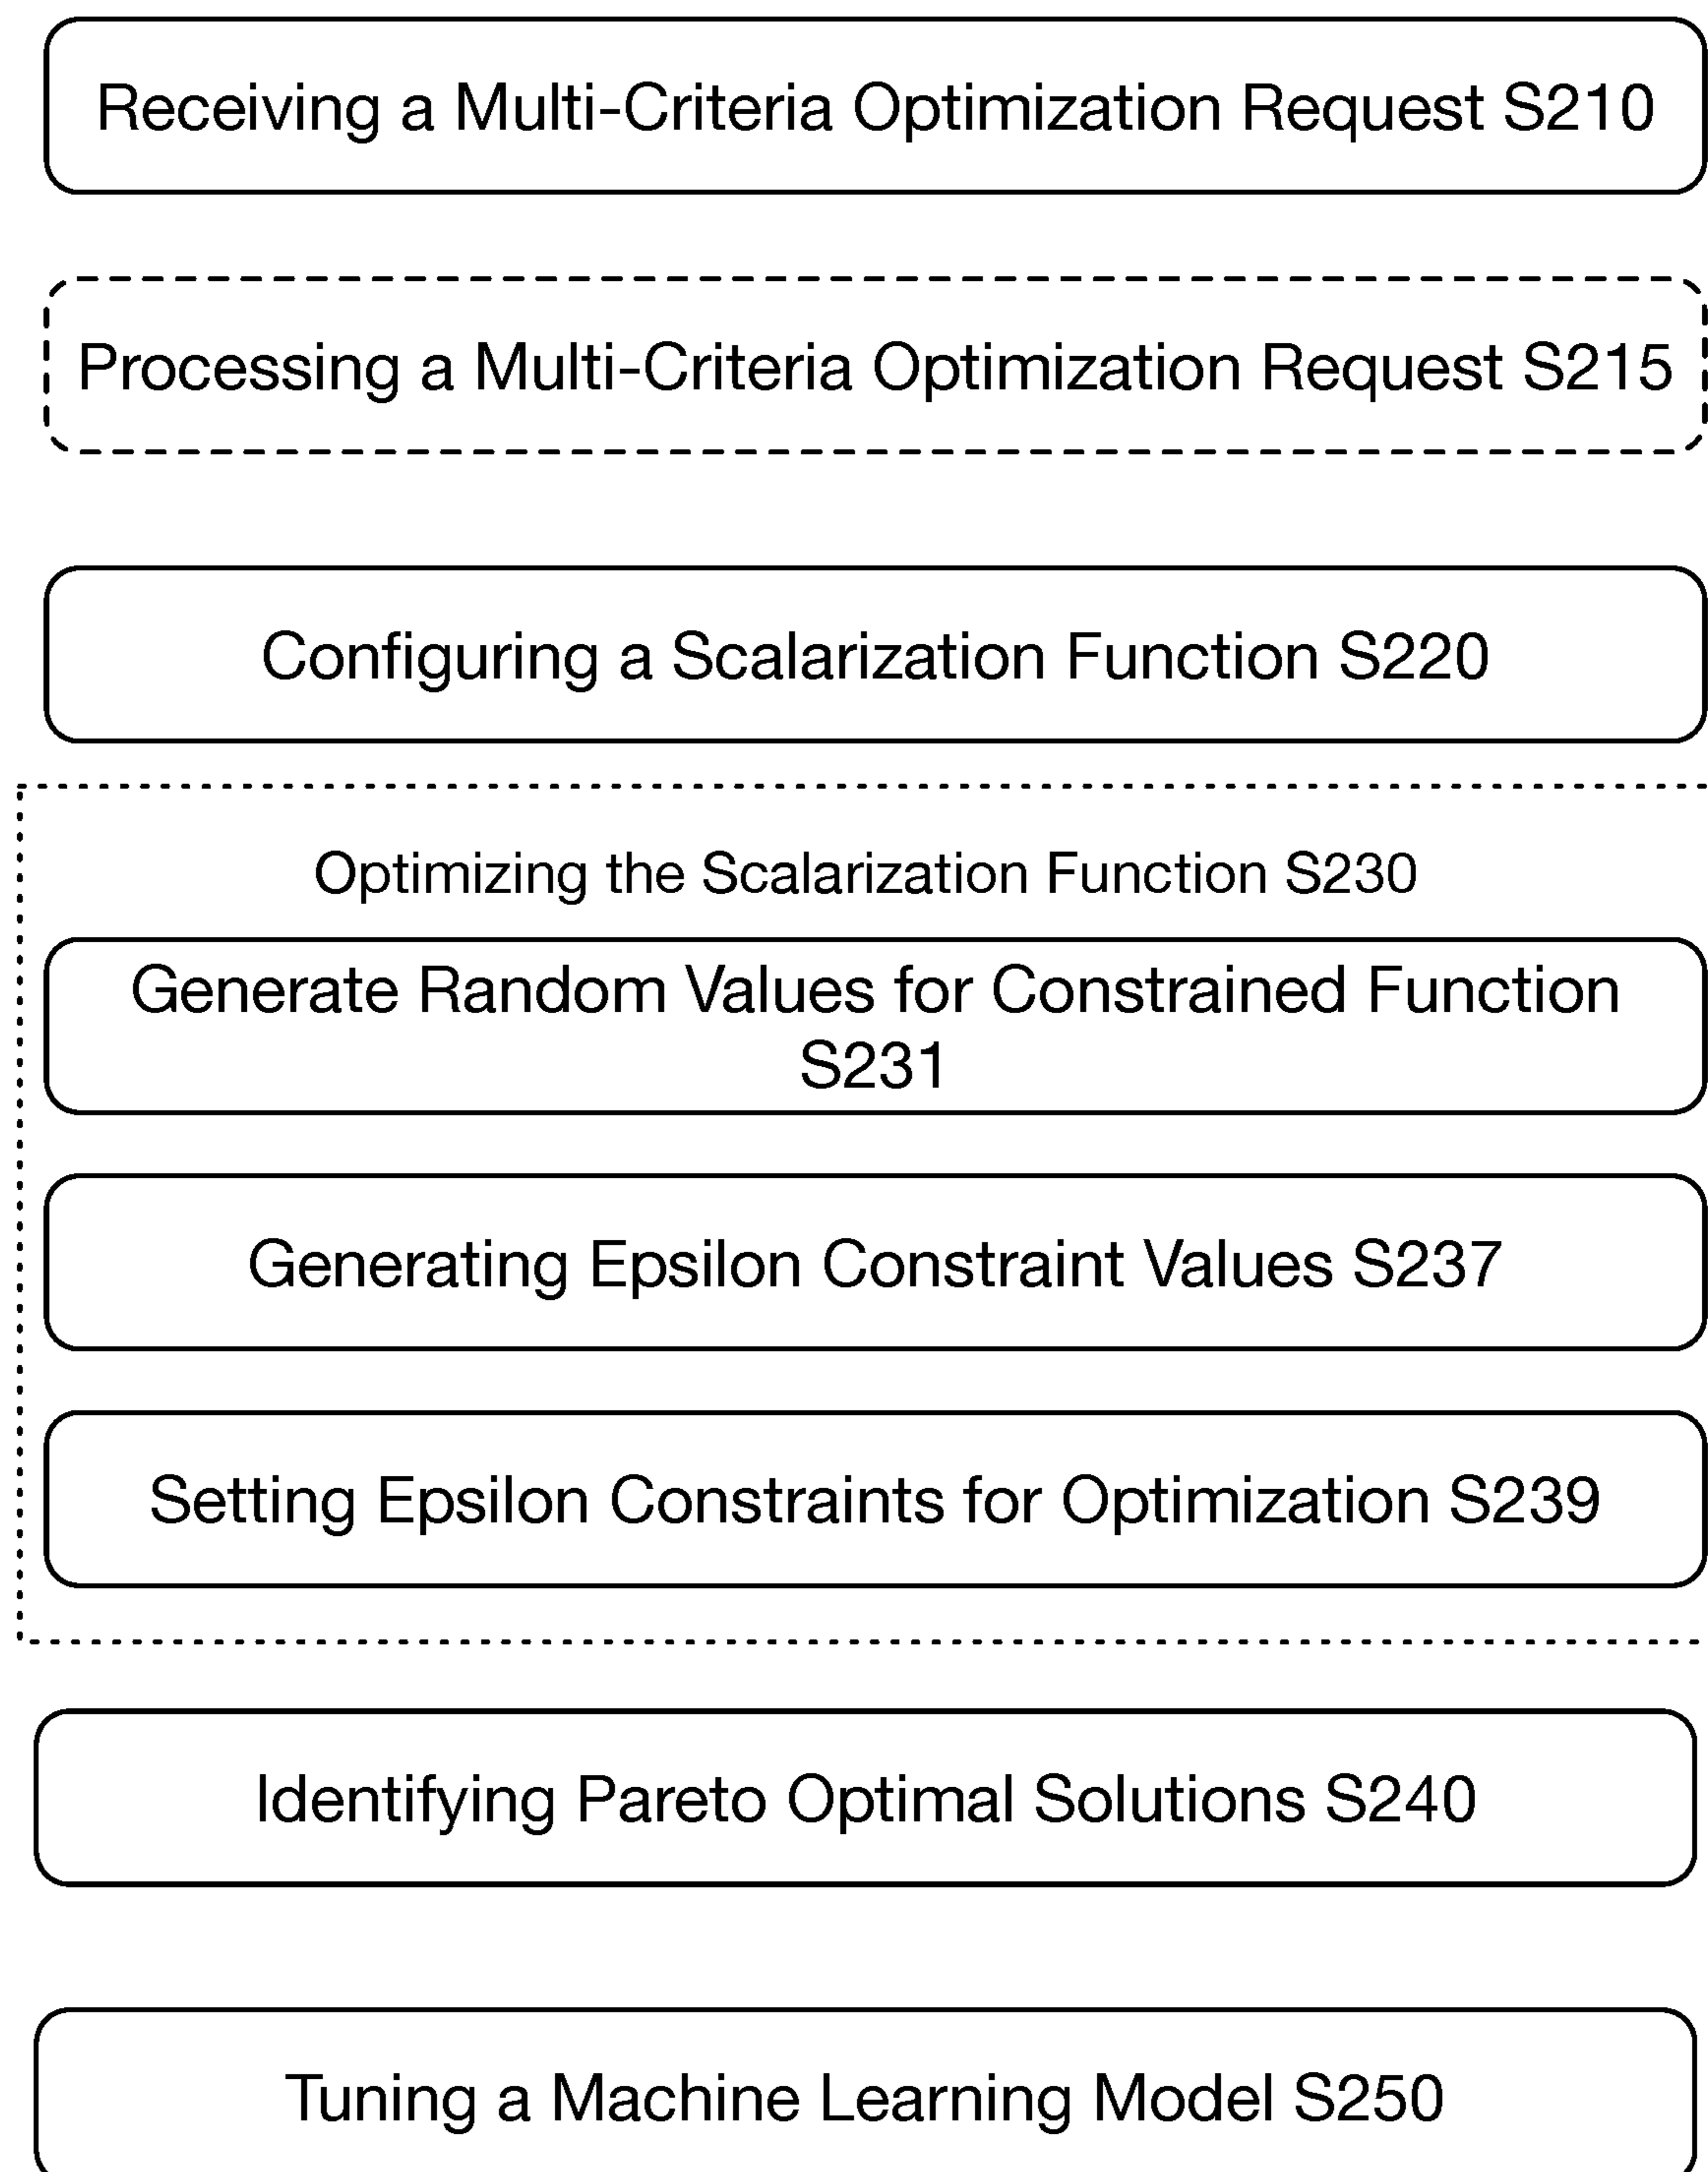 Receiving a Multi-Criteria Optimization Request S210
Processing a Multi-Criteria Optimization Request S215
Configuring a Scalarization Function S220
Optimizing the Scalarization Function S230
Generate Random Values for Constrained Function
S231
Generating Epsilon Constraint Values S237
Setting Epsilon Constraints for Optimization S239
Identifying Pareto Optimal Solutions S240
Tuning a Machine Learning Model S250